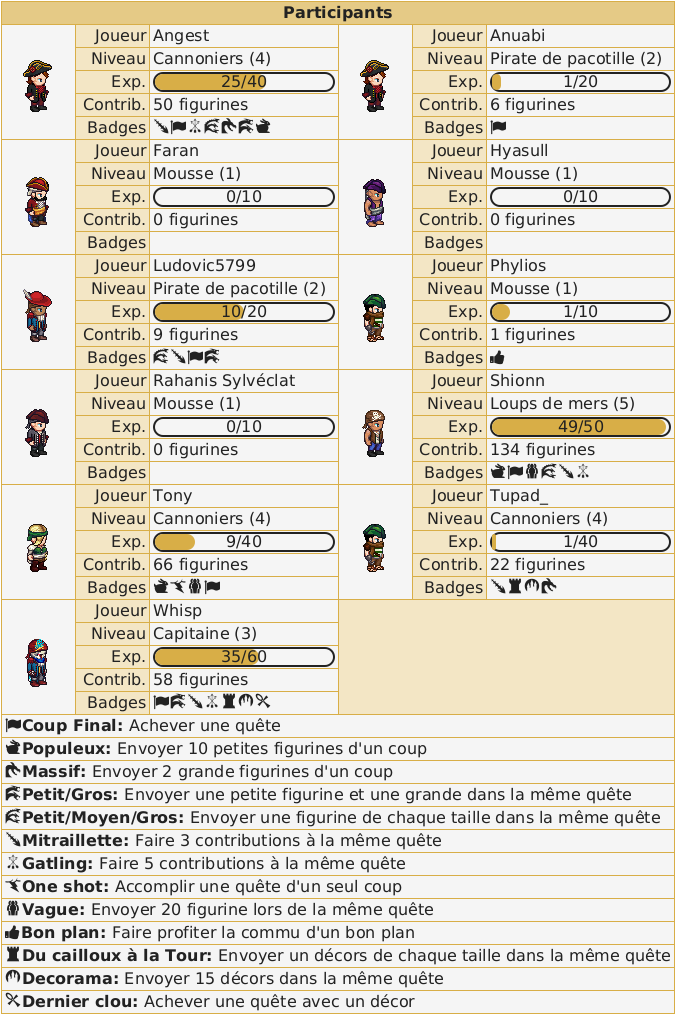 Participants
Joueur Angest
Niveau Cannoniers (4)
Exp. 25/40
Contrib. 50 figurines
Badges
Joueur Anuabi
Niveau Pirate de pacotille (2)
Exp. 1/20
Contrib. 6 figurines
Badges
Joueur Faran
Niveau Mousse (1)
Exp. 0/10
Contrib. 0 figurines
Badges
Joueur Hyasull
Niveau Mousse (1)
Exp. 0/10
Contrib. 0 figurines
Badges
Joueur Ludovic5799
Niveau Pirate de pacotille (2)
Exp. 10/20
Contrib. 9 figurines
Badges
Joueur Phylios
Niveau Mousse (1)
Exp. 1/10
Contrib. 1 figurines
Badges
Joueur Rahanis Sylvéclat
Niveau Mousse (1)
Exp. 0/10
Contrib. 0 figurines
Badges
Joueur Shionn
Niveau Loups de mers (5)
Exp. 49/50
Contrib. 134 figurines
Badges
Joueur Tony
Niveau Cannoniers (4)
Exp. 9/40
Contrib. 66 figurines
Badges
Joueur Tupad_
Niveau Cannoniers (4)
Exp. 1/40
Contrib. 22 figurines
Badges
Joueur Whisp
Niveau Capitaine (3)
Exp. 35/60
Contrib. 58 figurines
Badges
Coup Final: Achever une quête
Populeux: Envoyer 10 petites figurines d'un coup
Massif: Envoyer 2 grande figurines d'un coup
Petit/Gros: Envoyer une petite figurine et une grande dans la même quête
Petit/Moyen/Gros: Envoyer une figurine de chaque taille dans la même quête
Mitraillette: Faire 3 contributions à la même quête
Gatling: Faire 5 contributions à la même quête
One shot: Accomplir une quête d'un seul coup
Vague: Envoyer 20 figurine lors de la même quête
Bon plan: Faire profiter la commu d'un bon plan
Du cailloux à la Tour: Envoyer un décors de chaque taille dans la même quête
Decorama: Envoyer 15 décors dans la même quête
Dernier clou: Achever une quête avec un décor